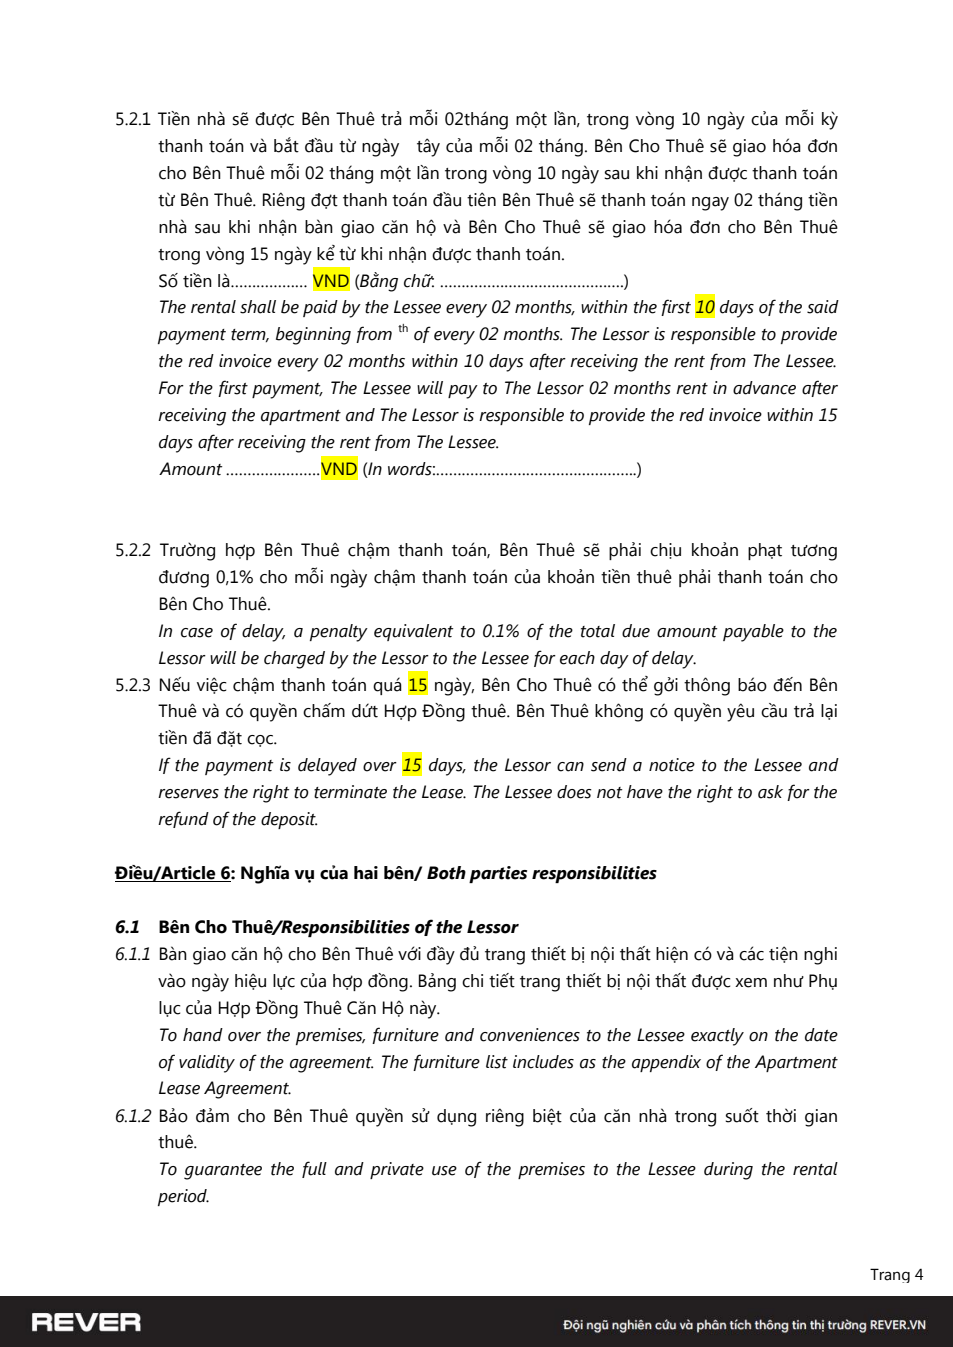 5.2.1 Tiền nhà sẽ được Bên Thuê trả mỗi 02tháng một lần, trong vòng 10 ngày của mỗi kỳ
thanh toán và bắt đầu từ ngày tây của mỗi 02 tháng. Bên Cho Thuê sẽ giao hóa đơn
cho Bên Thuê mỗi 02 tháng một lần trong vòng 10 ngày sau khi nhận được thanh toán
từ Bên Thuê. Riêng đợt thanh toán đầu tiên Bên Thuê sẽ thanh toán ngay 02 tháng tiền
nhà sau khi nhận bàn giao căn hộ và Bên Cho Thuê sẽ giao hóa đơn cho Bên Thuê
trong vòng 15 ngày kể từ khi nhận được thanh toán.
Số tiền là.................. VND (Bằng chữ: ...........................................)
The rental shall be paid by the Lessee every 02 months, within the first 10 days of the said
payment term, beginning from th of every 02 months. The Lessor is responsible to provide
the red invoice every 02 months within 10 days after receiving the rent from The Lessee.
For the first payment, The Lessee will pay to The Lessor 02 months rent in advance after
receiving the apartment and The Lessor is responsible to provide the red invoice within 15
days after receiving the rent from The Lessee.
Amount ......................VND (In words:...............................................)
5.2.2 Trường hợp Bên Thuê chậm thanh toán, Bên Thuê sẽ phải chịu khoản phạt tương
đương 0,1% cho mỗi ngày chậm thanh toán của khoản tiền thuê phải thanh toán cho
Bên Cho Thuê.
In case of delay, a penalty equivalent to 0.1% of the total due amount payable to the
Lessor will be charged by the Lessor to the Lessee for each day of delay.
5.2.3 Nếu việc chậm thanh toán quá 15 ngày, Bên Cho Thuê có thể gởi thông báo đến Bên
Thuê và có quyền chấm dứt Hợp Đồng thuê. Bên Thuê không có quyền yêu cầu trả lại
tiền đã đặt cọc.
If the payment is delayed over 15 days, the Lessor can send a notice to the Lessee and
reserves the right to terminate the Lease. The Lessee does not have the right to ask for the
refund of the deposit.
Điều/Article 6: Nghĩa vụ của hai bên/ Both parties responsibilities
6.1 Bên Cho Thuê/Responsibilities of the Lessor
6.1.1 Bàn giao căn hộ cho Bên Thuê với đầy đủ trang thiết bị nội thất hiện có và các tiện nghi
vào ngày hiệu lực của hợp đồng. Bảng chi tiết trang thiết bị nội thất được xem như Phụ
lục của Hợp Đồng Thuê Căn Hộ này.
To hand over the premises, furniture and conveniences to the Lessee exactly on the date
of validity of the agreement. The furniture list includes as the appendix of the Apartment
Lease Agreement.
6.1.2 Bảo đảm cho Bên Thuê quyền sử dụng riêng biệt của căn nhà trong suốt thời gian
thuê.
To guarantee the full and private use of the premises to the Lessee during the rental
period.
Trang 4
REVER
Đội ngũ nghiên cứu và phân tích thông tin thị trường REVER.VN